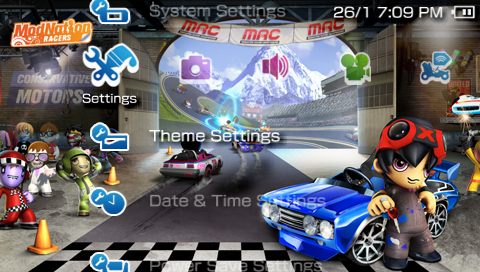 System Settings
26/1 7:09 PM
ModNation
RACERS
MRC MRC MRC
MOTORS
Settings
Theme Settings
Date & Time Settings
Power Save Settings